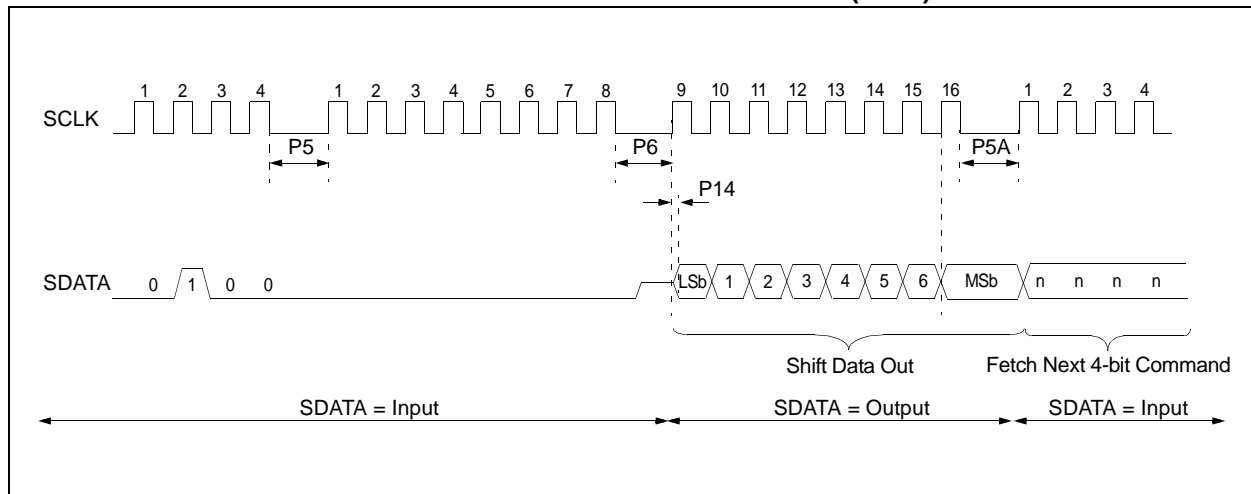 1 2 3 4 1 2 3 4 5 6 7 8 9 10 11 12 13 14 15 16 1 2 3 4
SCLK
P5 P6 P5A
P14
SDATA 0 1 0 0 LSb 1 2 3 4 5 6 MSb n n n n
Shift Data Out Fetch Next 4-bit Command
SDATA = Input SDATA = Output SDATA = Input